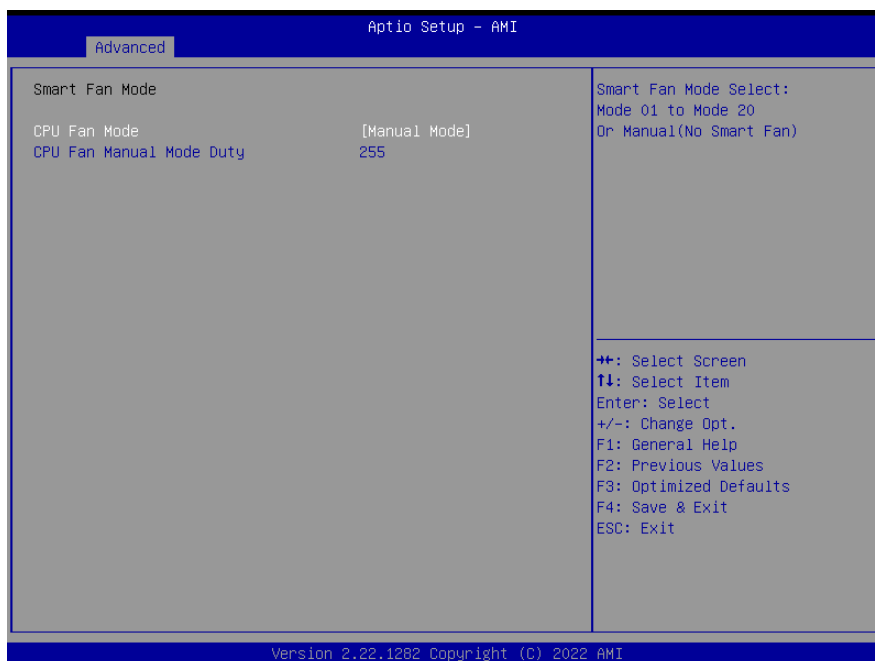 Aptio Setup – AMI
Advanced
Smart Fan Mode
CPU Fan Mode [Manual Mode]
CPU Fan Manual Mode Duty 255
Smart Fan Mode Select:
Mode 01 to Mode 20
Or Manual(No Smart Fan)
→←: Select Screen
↑↓: Select Item
Enter: Select
+/-: Change Opt.
F1: General Help
F2: Previous Values
F3: Optimized Defaults
F4: Save & Exit
ESC: Exit
Version 2.22.1282 Copyright (C) 2022 AMI